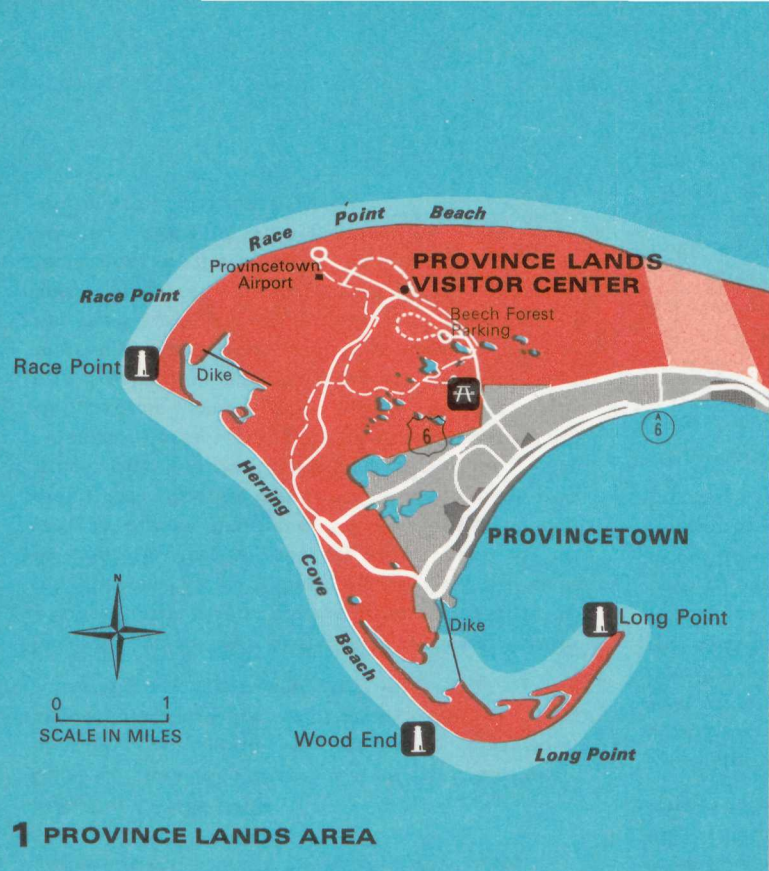 Race Point Beach
PROVINCE LANDS
VISITOR CENTER
Provincetown
Airport
Race Point
Beech Forest
Parking
Race Point
Dike
6
A
6
Herring
Cove
Beach
PROVINCETOWN
N
Dike
Long Point
0 1
SCALE IN MILES
Wood End
Long Point
1 PROVINCE LANDS AREA